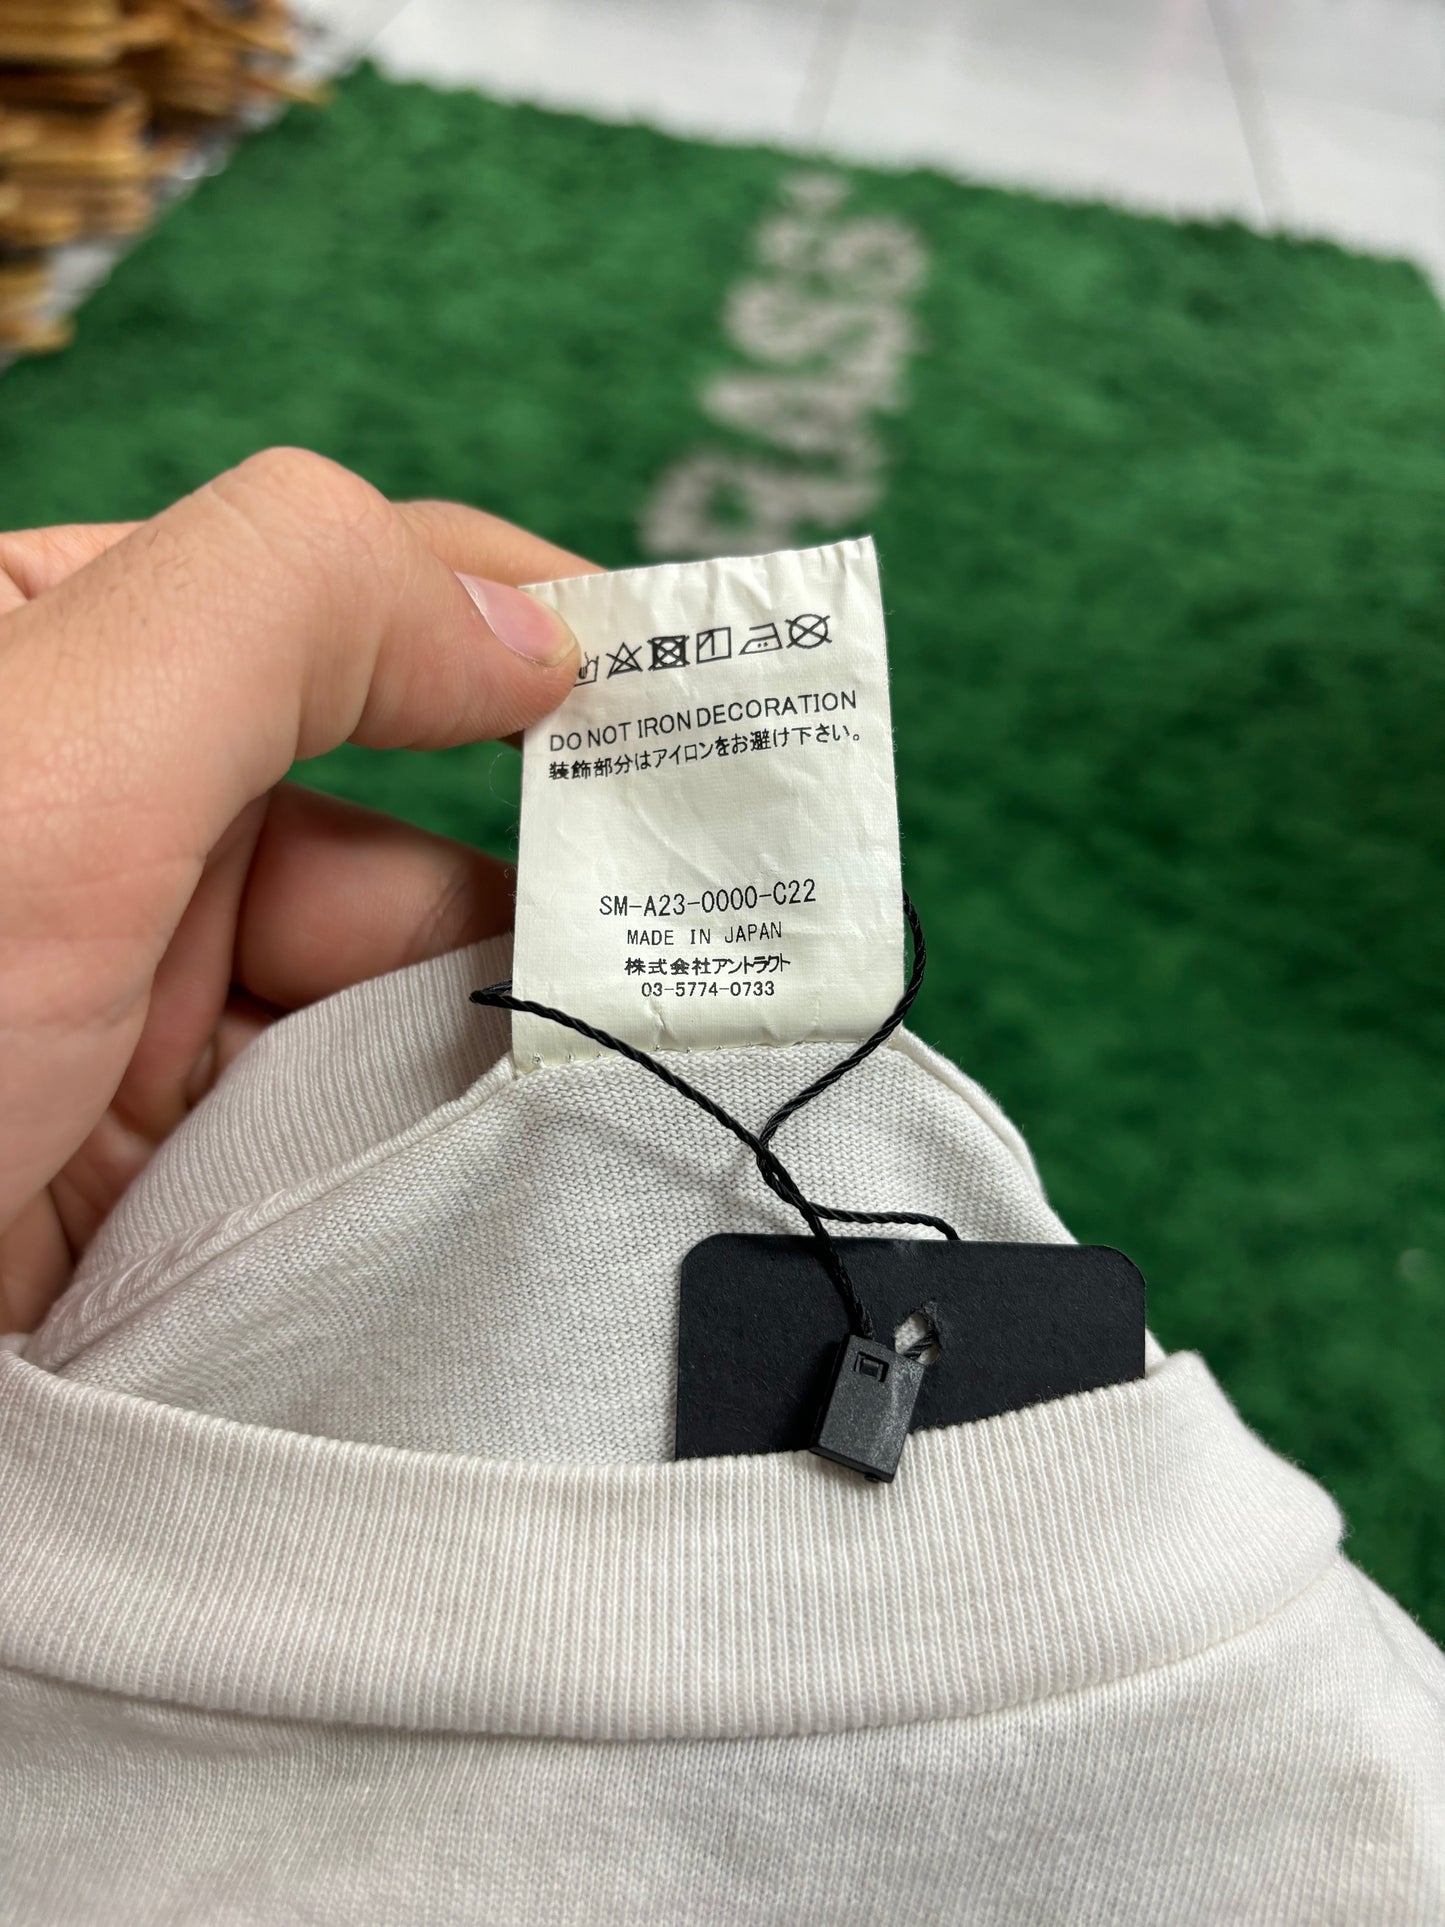 DO NOT IRON DECORATION
装飾部分はアイロンをお避け下さい。
SM-A23-0000-C22
MADE IN JAPAN
株式会社アントラクト
03-5774-0733